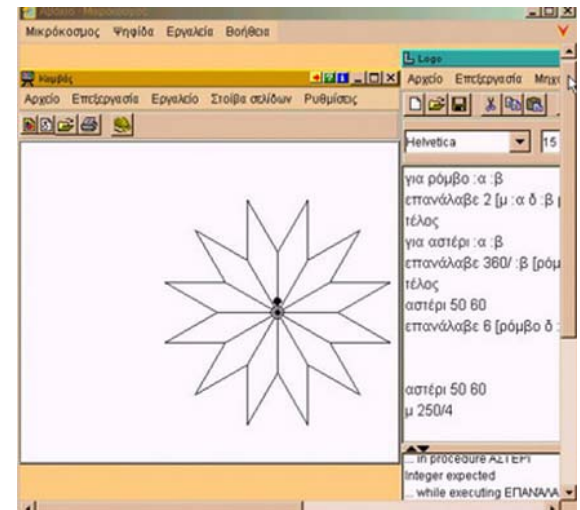 Μικρόκοσμος Ψηφίδα Εργαλεία Βοήθεια
Καμβάς
Αρχείο Επεξεργασία Εργαλείο Στοίβα σελίδων Ρυθμίσεις
Logo
Αρχείο Επεξεργασία Μηχ
Helvetica 15
για ρόμβο :α :β
επανάλαβε 2 [μ :α δ :β
τέλος
για αστέρι :α :β
επανάλαβε 360/ :β [ρόμ
τέλος
αστέρι 50 60
επανάλαβε 6 [ρόμβο δ :
αστέρι 50 60
μ 250/4
... in procedure ΑΣΤΕΡΙ
Integer expected
... while executing ΕΠΑΝΑΛΑ